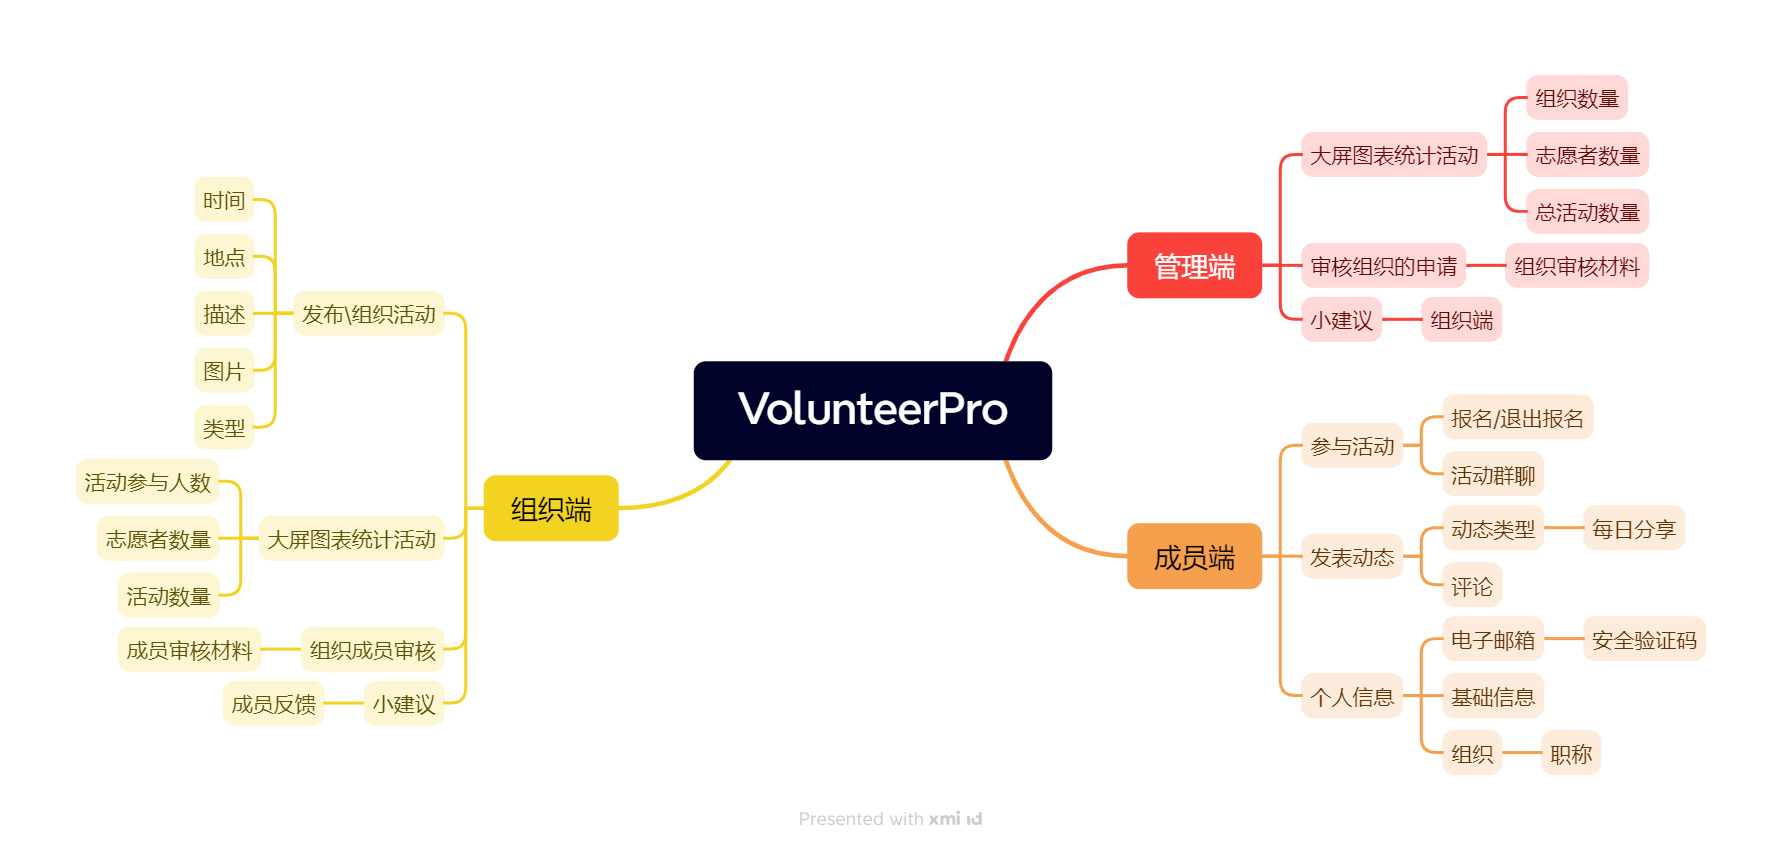 VolunteerPro
管理端
大屏图表统计活动
组织数量
志愿者数量
总活动数量
审核组织的申请
组织审核材料
小建议
组织端
成员端
参与活动
报名/退出报名
活动群聊
发表动态
动态类型
每日分享
评论
个人信息
电子邮箱
安全验证码
基础信息
组织
职称
组织端
发布\组织活动
时间
地点
描述
图片
类型
大屏图表统计活动
活动参与人数
志愿者数量
活动数量
组织成员审核
成员审核材料
小建议
成员反馈
Presented with xmind